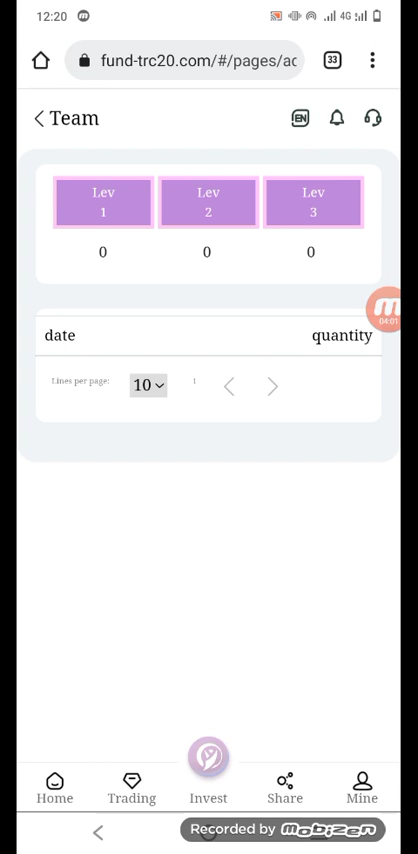 12:20
4G
fund-trc20.com/#/pages/ac
33
Team
EN
Lev Lev Lev
1 2 3
0 0 0
04:01
date quantity
Lines per page: 10 1
Home Trading Invest Share Mine
Recorded by mobizen